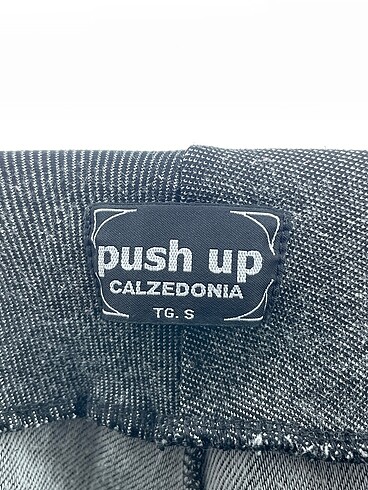 push up
CALZEDONIA
TG. S